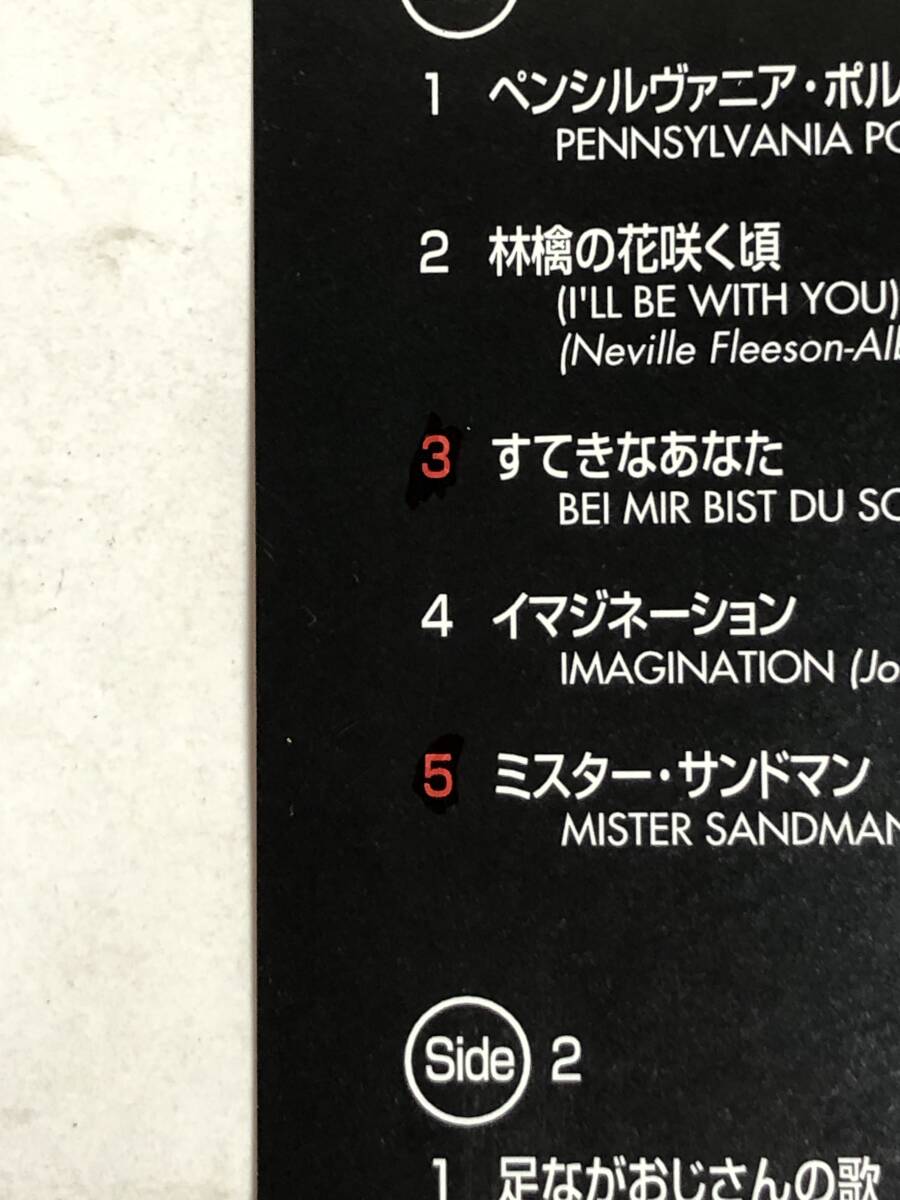 1 ペンシルヴァニア・ポル
PENNSYLVANIA PO
2 林檎の花咲く頃
(I'LL BE WITH YOU)
(Neville Fleeson-Alb
3 すてきなあなた
BEI MIR BIST DU SC
4 イマジネーション
IMAGINATION (Jo
5 ミスター・サンドマン
MISTER SANDMAN
Side 2
1 足ながおじさんの歌